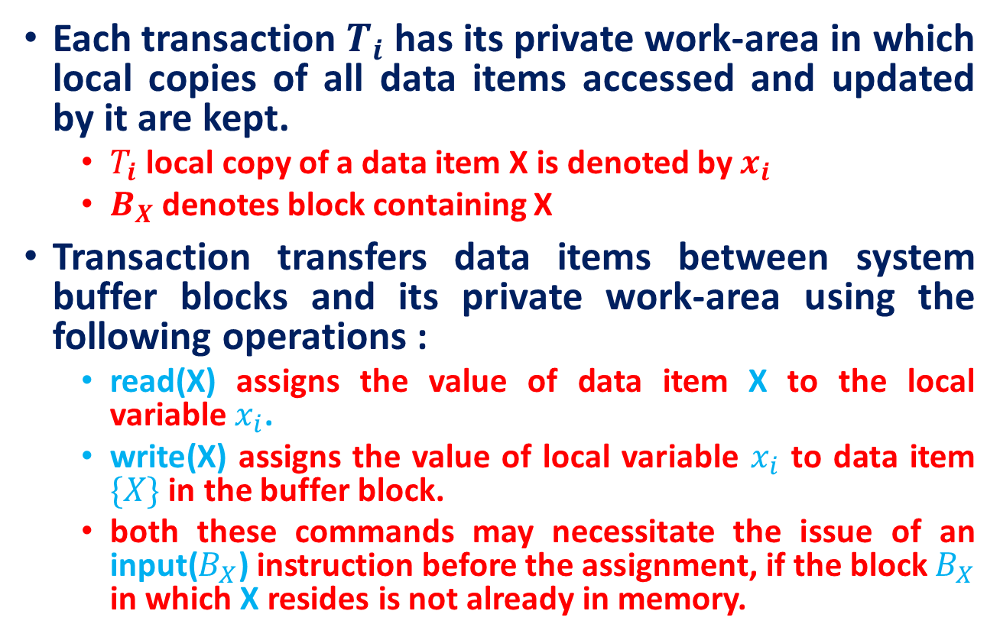 • Each transaction T_i has its private work-area in which
local copies of all data items accessed and updated
by it are kept.
• T_i local copy of a data item X is denoted by x_i
• B_X denotes block containing X
• Transaction transfers data items between system
buffer blocks and its private work-area using the
following operations :
• read(X) assigns the value of data item X to the local
variable x_i.
• write(X) assigns the value of local variable x_i to data item
{X} in the buffer block.
• both these commands may necessitate the issue of an
input(B_X) instruction before the assignment, if the block B_X
in which X resides is not already in memory.